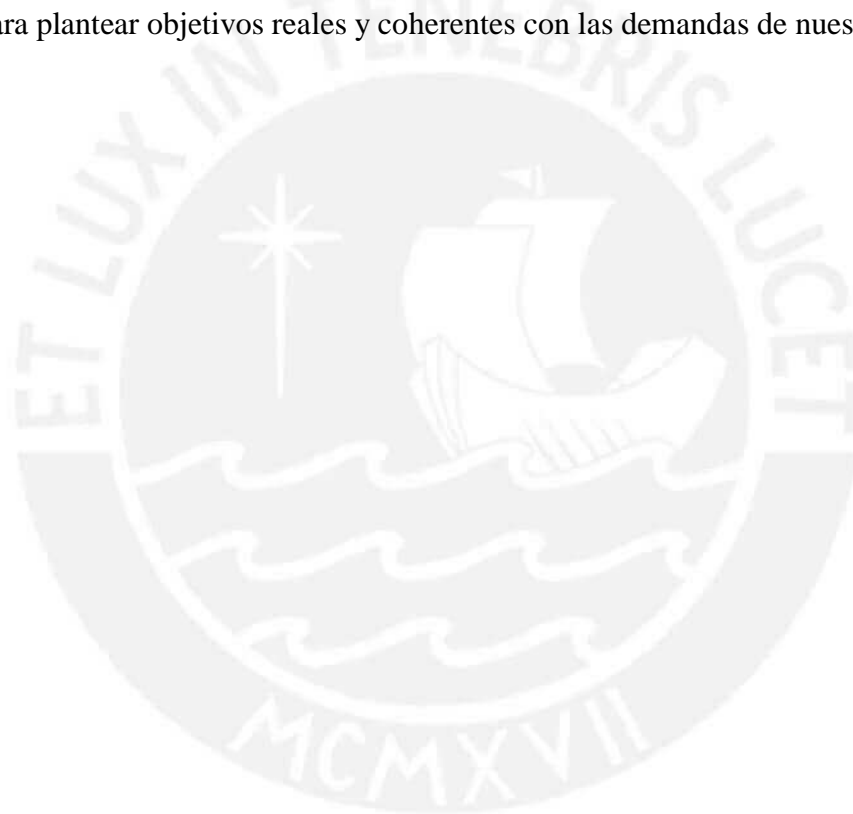 ara plantear objetivos reales y coherentes con las demandas de nues
ET LUX IN TENEBRIS LUCET
MCMXVII